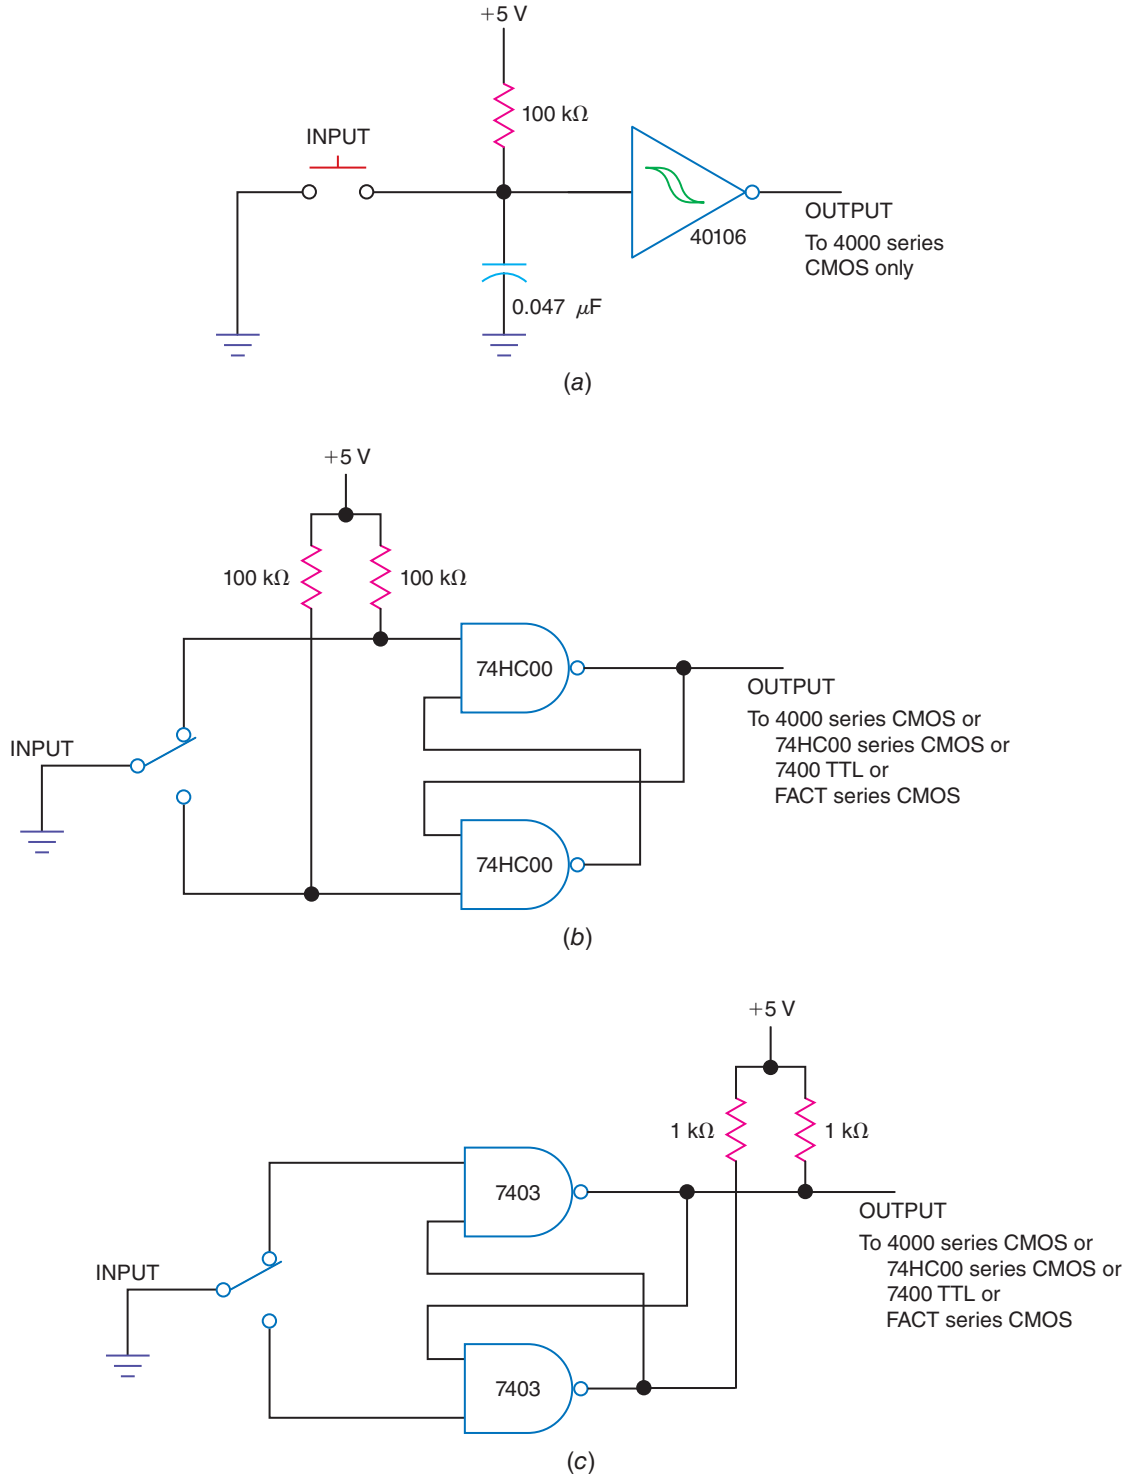 +5 V
100 kΩ
INPUT
40106
OUTPUT
To 4000 series
CMOS only
0.047 μF
(a)
+5 V
100 kΩ
100 kΩ
74HC00
OUTPUT
To 4000 series CMOS or
74HC00 series CMOS or
7400 TTL or
FACT series CMOS
INPUT
74HC00
(b)
+5 V
1 kΩ
1 kΩ
7403
OUTPUT
To 4000 series CMOS or
74HC00 series CMOS or
7400 TTL or
FACT series CMOS
INPUT
7403
(c)